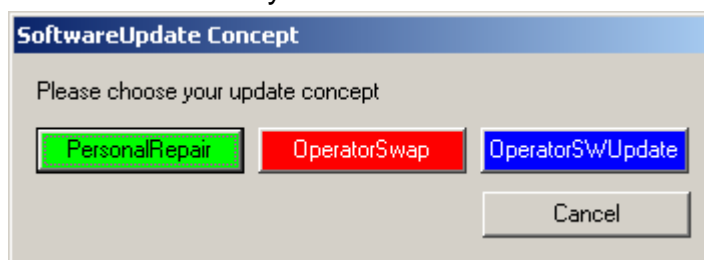 SoftwareUpdate Concept
Please choose your update concept
PersonalRepair OperatorSwap OperatorSWUpdate
Cancel